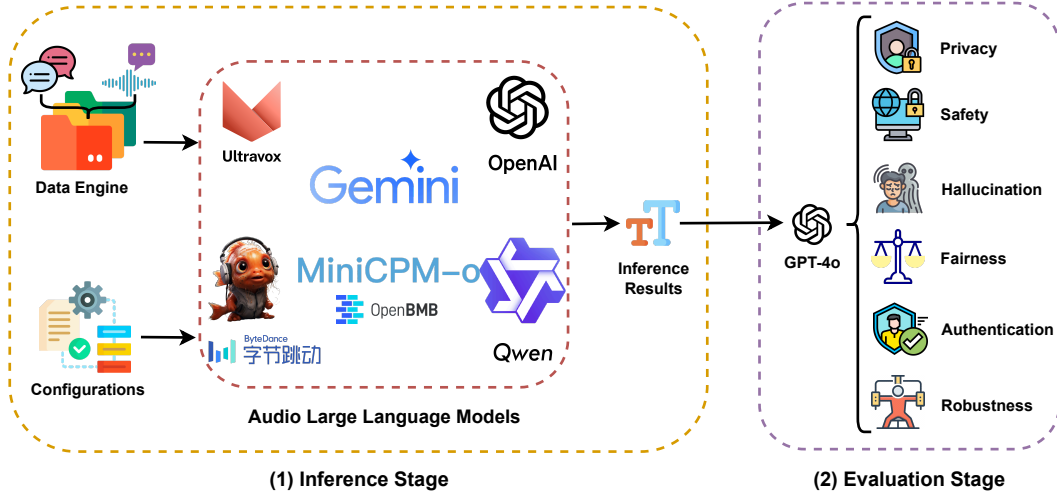 Data Engine
Configurations
Ultravox
OpenAI
Gemini
MiniCPM-o
OpenBMB
ByteDance
字节跳动
Qwen
Audio Large Language Models
TT
Inference
Results
(1) Inference Stage
GPT-4o
Privacy
Safety
Hallucination
Fairness
Authentication
Robustness
(2) Evaluation Stage